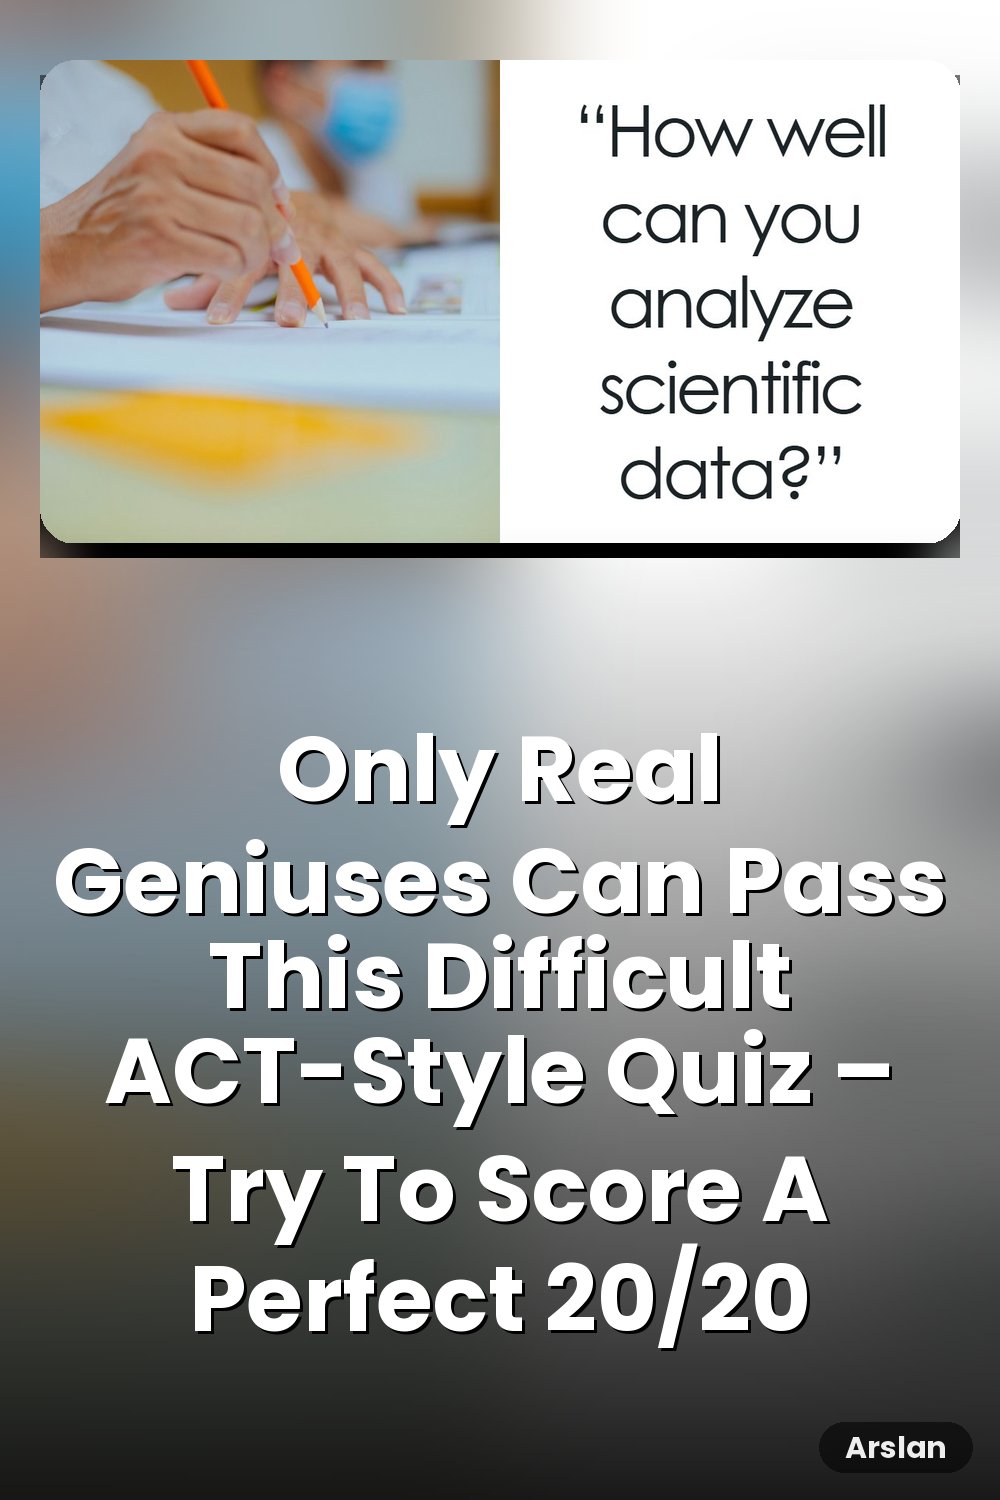 “How well
can you
analyze
scientific
data?”
Only Real
Geniuses Can Pass
This Difficult
ACT-Style Quiz –
Try To Score A
Perfect 20/20
Arslan